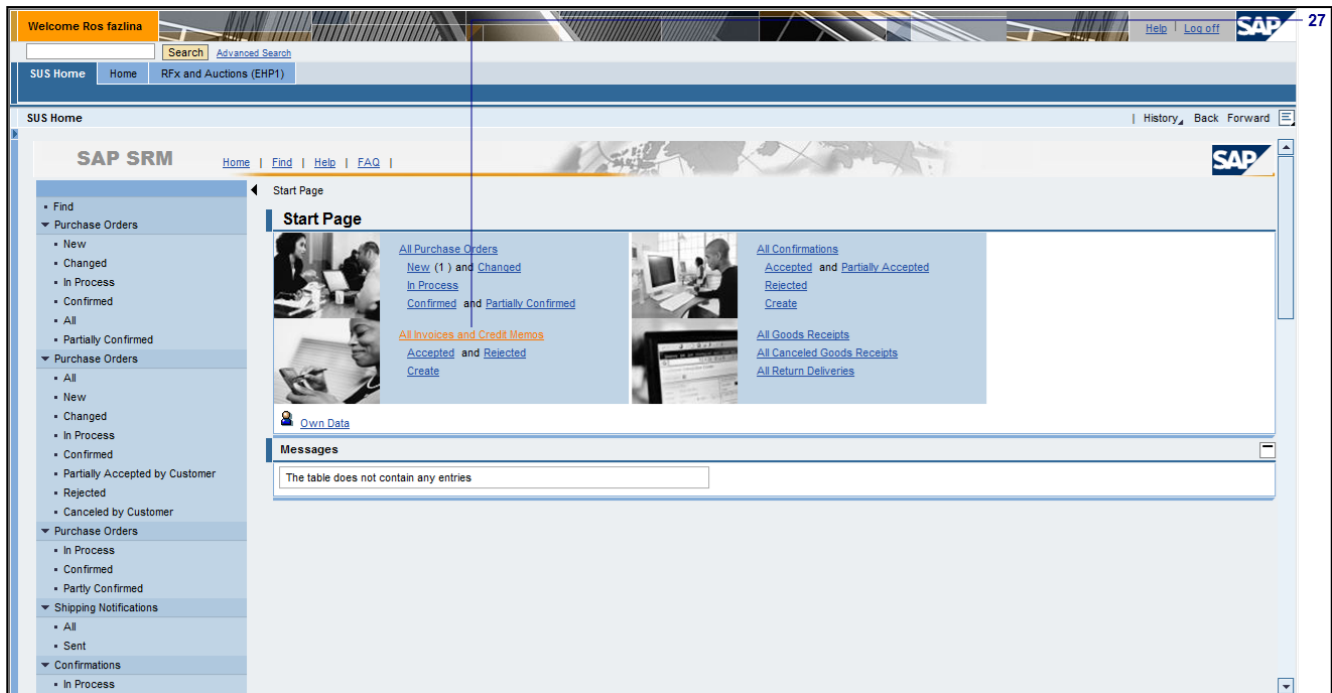 Welcome Ros fazlina
Help | Log off
SAP
27
Search Advanced Search
SUS Home Home RFx and Auctions (EHP1)
SUS Home
| History Back Forward
SAP SRM
Home | Find | Help | FAQ |
SAP
Start Page
Start Page
All Purchase Orders
New (1 ) and Changed
In Process
Confirmed and Partially Confirmed
All Confirmations
Accepted and Partially Accepted
Rejected
Create
All Invoices and Credit Memos
Accepted and Rejected
Create
All Goods Receipts
All Canceled Goods Receipts
All Return Deliveries
Own Data
Messages
The table does not contain any entries
Find
Purchase Orders
New
Changed
In Process
Confirmed
All
Partially Confirmed
Purchase Orders
All
New
Changed
In Process
Confirmed
Partially Accepted by Customer
Rejected
Canceled by Customer
Purchase Orders
In Process
Confirmed
Partly Confirmed
Shipping Notifications
All
Sent
Confirmations
In Process